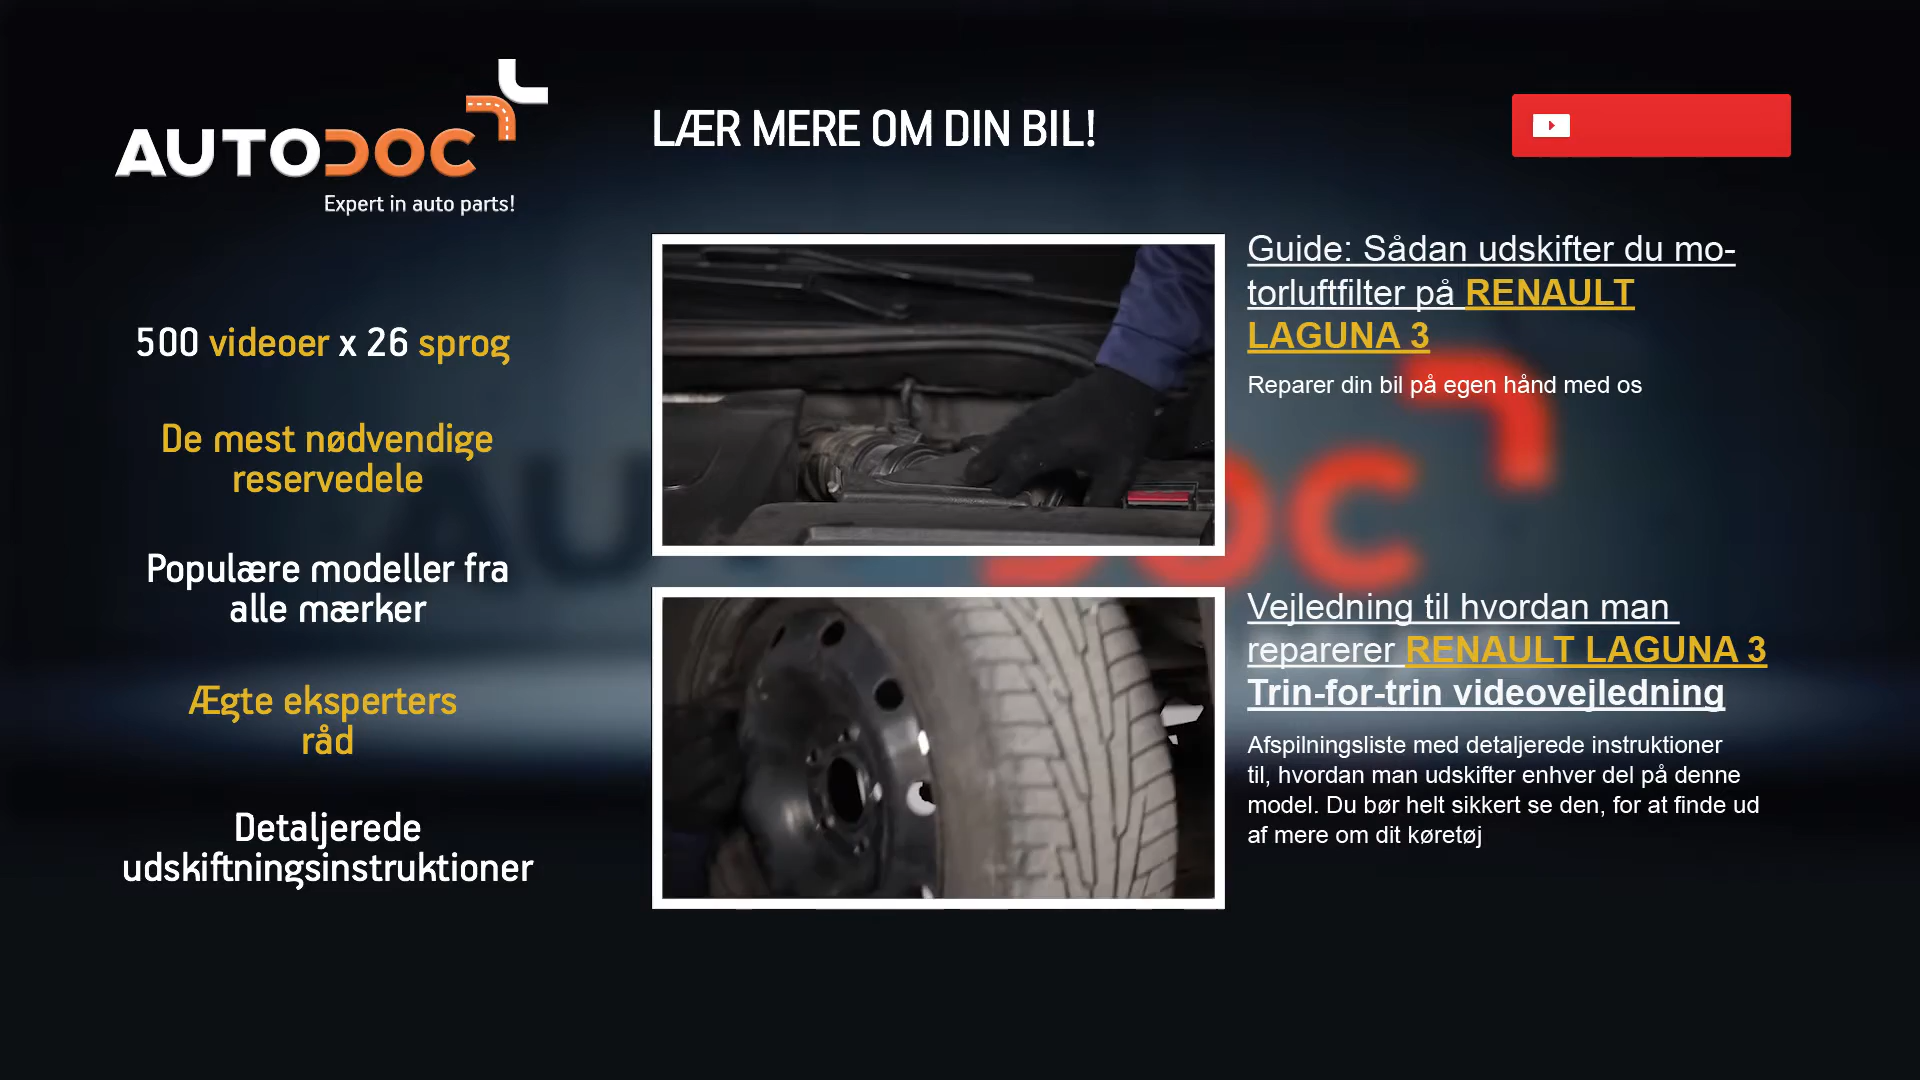 AUTODOC
Expert in auto parts!
LÆR MERE OM DIN BIL!
500 videoer x 26 sprog
De mest nødvendige
reservedele
Populære modeller fra
alle mærker
Ægte eksperters
råd
Detaljerede
udskiftningsinstruktioner
Guide: Sådan udskifter du mo-
torluftfilter på RENAULT
LAGUNA 3
Reparer din bil på egen hånd med os
Vejledning til hvordan man
reparerer RENAULT LAGUNA 3
Trin-for-trin videovejledning
Afspilningsliste med detaljerede instruktioner
til, hvordan man udskifter enhver del på denne
model. Du bør helt sikkert se den, for at finde ud
af mere om dit køretøj